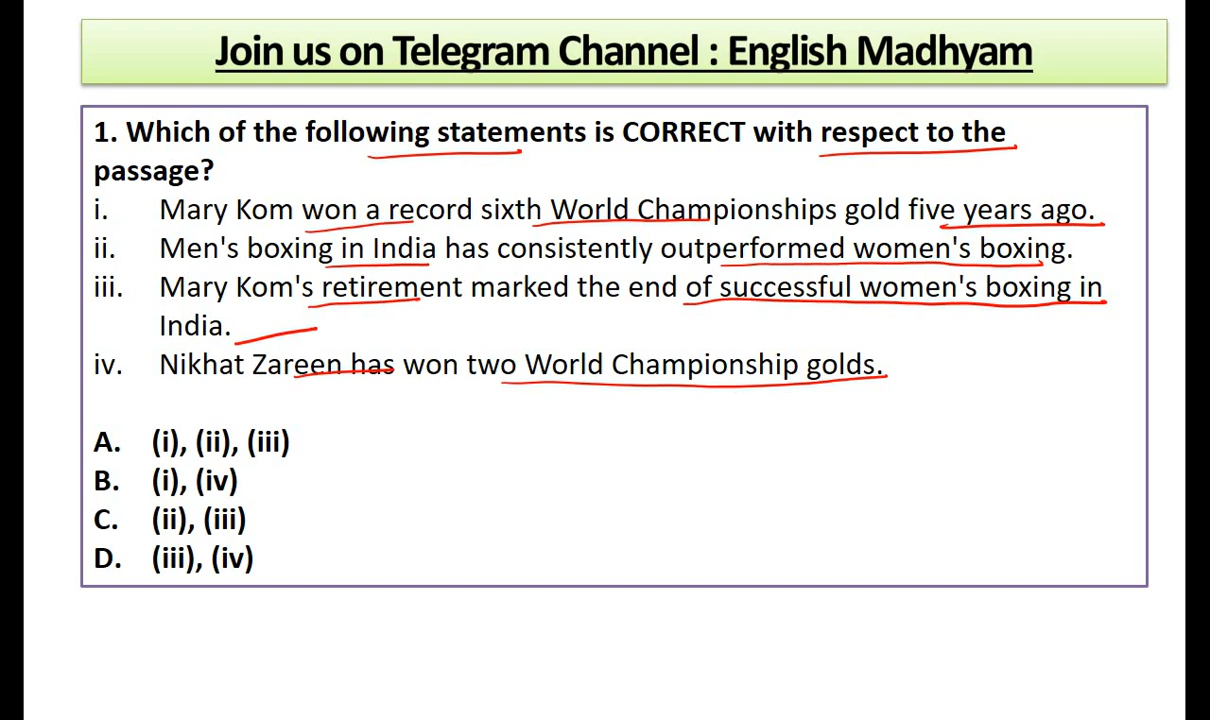 Join us on Telegram Channel : English Madhyam
1. Which of the following statements is CORRECT with respect to the
passage?
i. Mary Kom won a record sixth World Championships gold five years ago.
ii. Men's boxing in India has consistently outperformed women's boxing.
iii. Mary Kom's retirement marked the end of successful women's boxing in
India.
iv. Nikhat Zareen has won two World Championship golds.
A. (i), (ii), (iii)
B. (i), (iv)
C. (ii), (iii)
D. (iii), (iv)